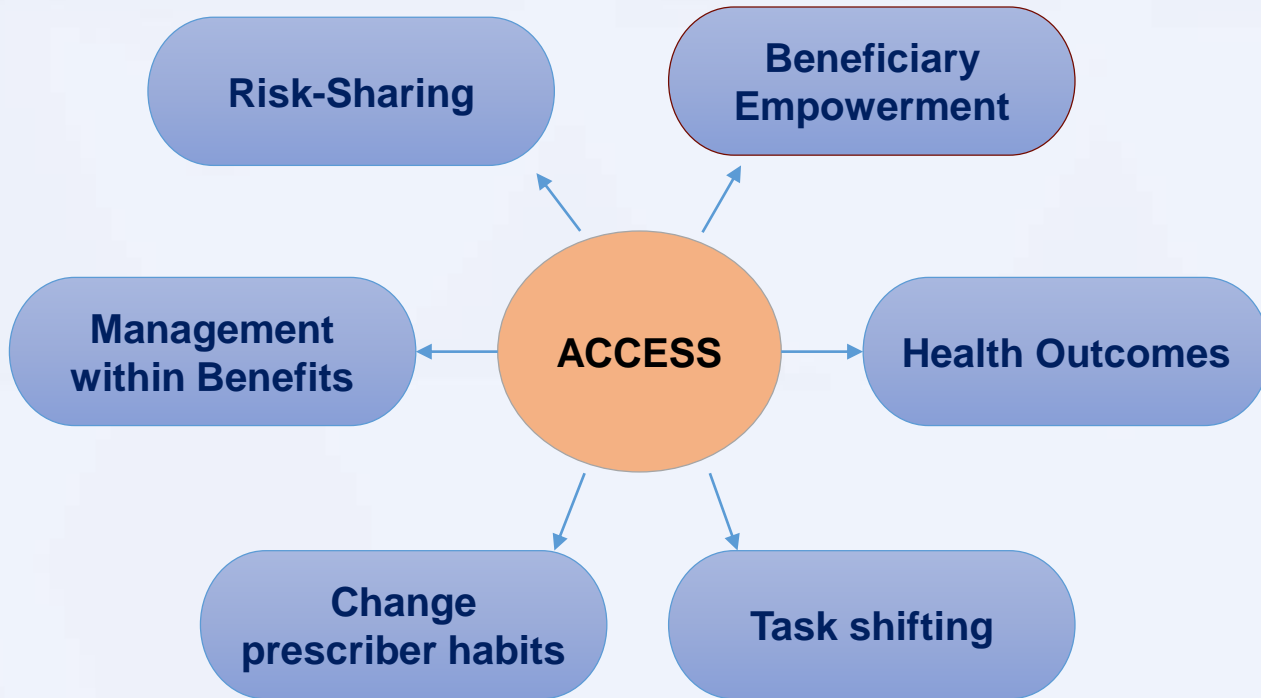 Risk-Sharing
Beneficiary
Empowerment
Management
within Benefits
ACCESS
Health Outcomes
Change
prescriber habits
Task shifting